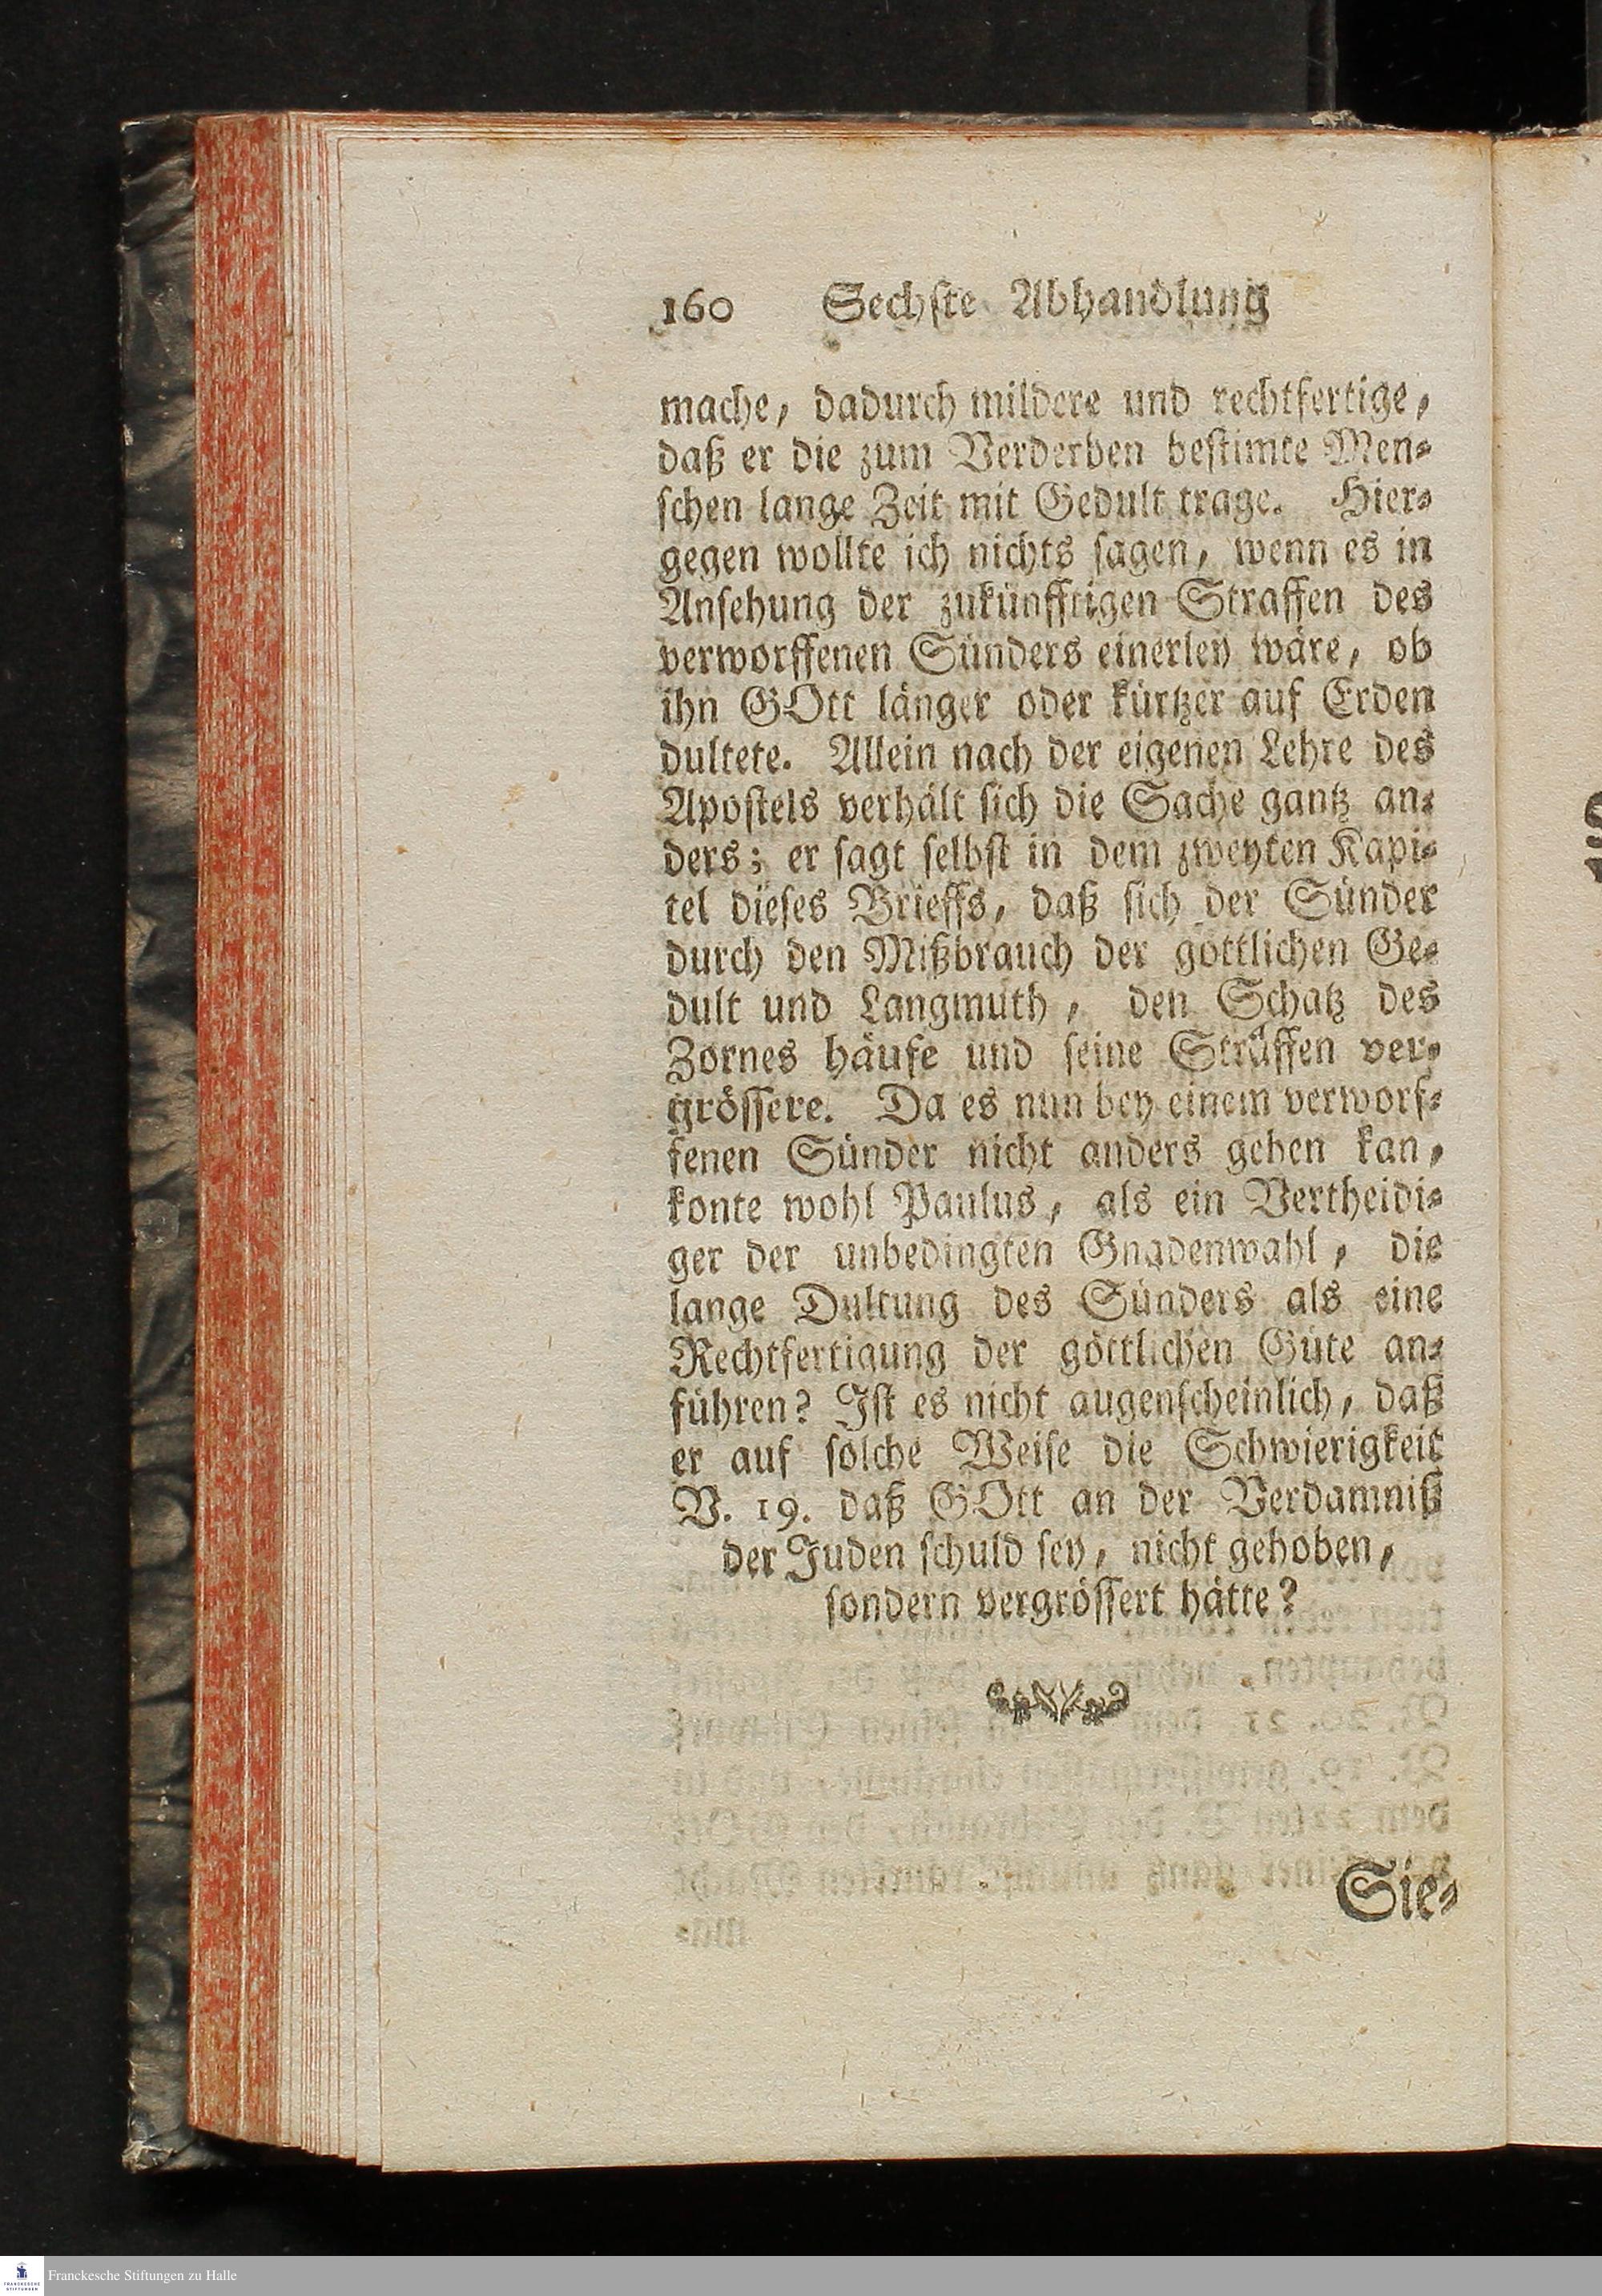 160 Sechste Abhandlung
mache, dadurch mildere und rechtfertige,
daß er die zum Verderben bestimte Men-
schen lange Zeit mit Gedult trage. Hier-
gegen wollte ich nichts sagen, wenn es in
Ansehung der zukünfftigen Straffen des
verworffenen Sünders einerley wäre, ob
ihn GOtt länger oder kürtzer auf Erden
dultete. Allein nach der eigenen Lehre des
Apostels verhält sich die Sache gantz an-
ders; er sagt selbst in dem zweyten Kapi-
tel dieses Brieffs, daß sich der Sünder
durch den Mißbrauch der göttlichen Ge-
dult und Langmuth, den Schatz des
Zornes häufe und seine Sträffen ver-
grössere. Da es nun bey einem verworf-
fenen Sünder nicht anders gehen kan,
konte wohl Paulus, als ein Vertheidi-
ger der unbedingten Gnadenwahl, die
lange Dultung des Sünders als eine
Rechtfertigung der göttlichen Güte an-
führen? Ist es nicht augenscheinlich, daß
er auf solche Weise die Schwierigkeit
V. 19. daß GOtt an der Verdamniß
der Juden schuld sey, nicht gehoben,
sondern vergrössert hätte?
Sie-
FRANCKESCHE
STIFTUNGEN
Franckesche Stiftungen zu Halle